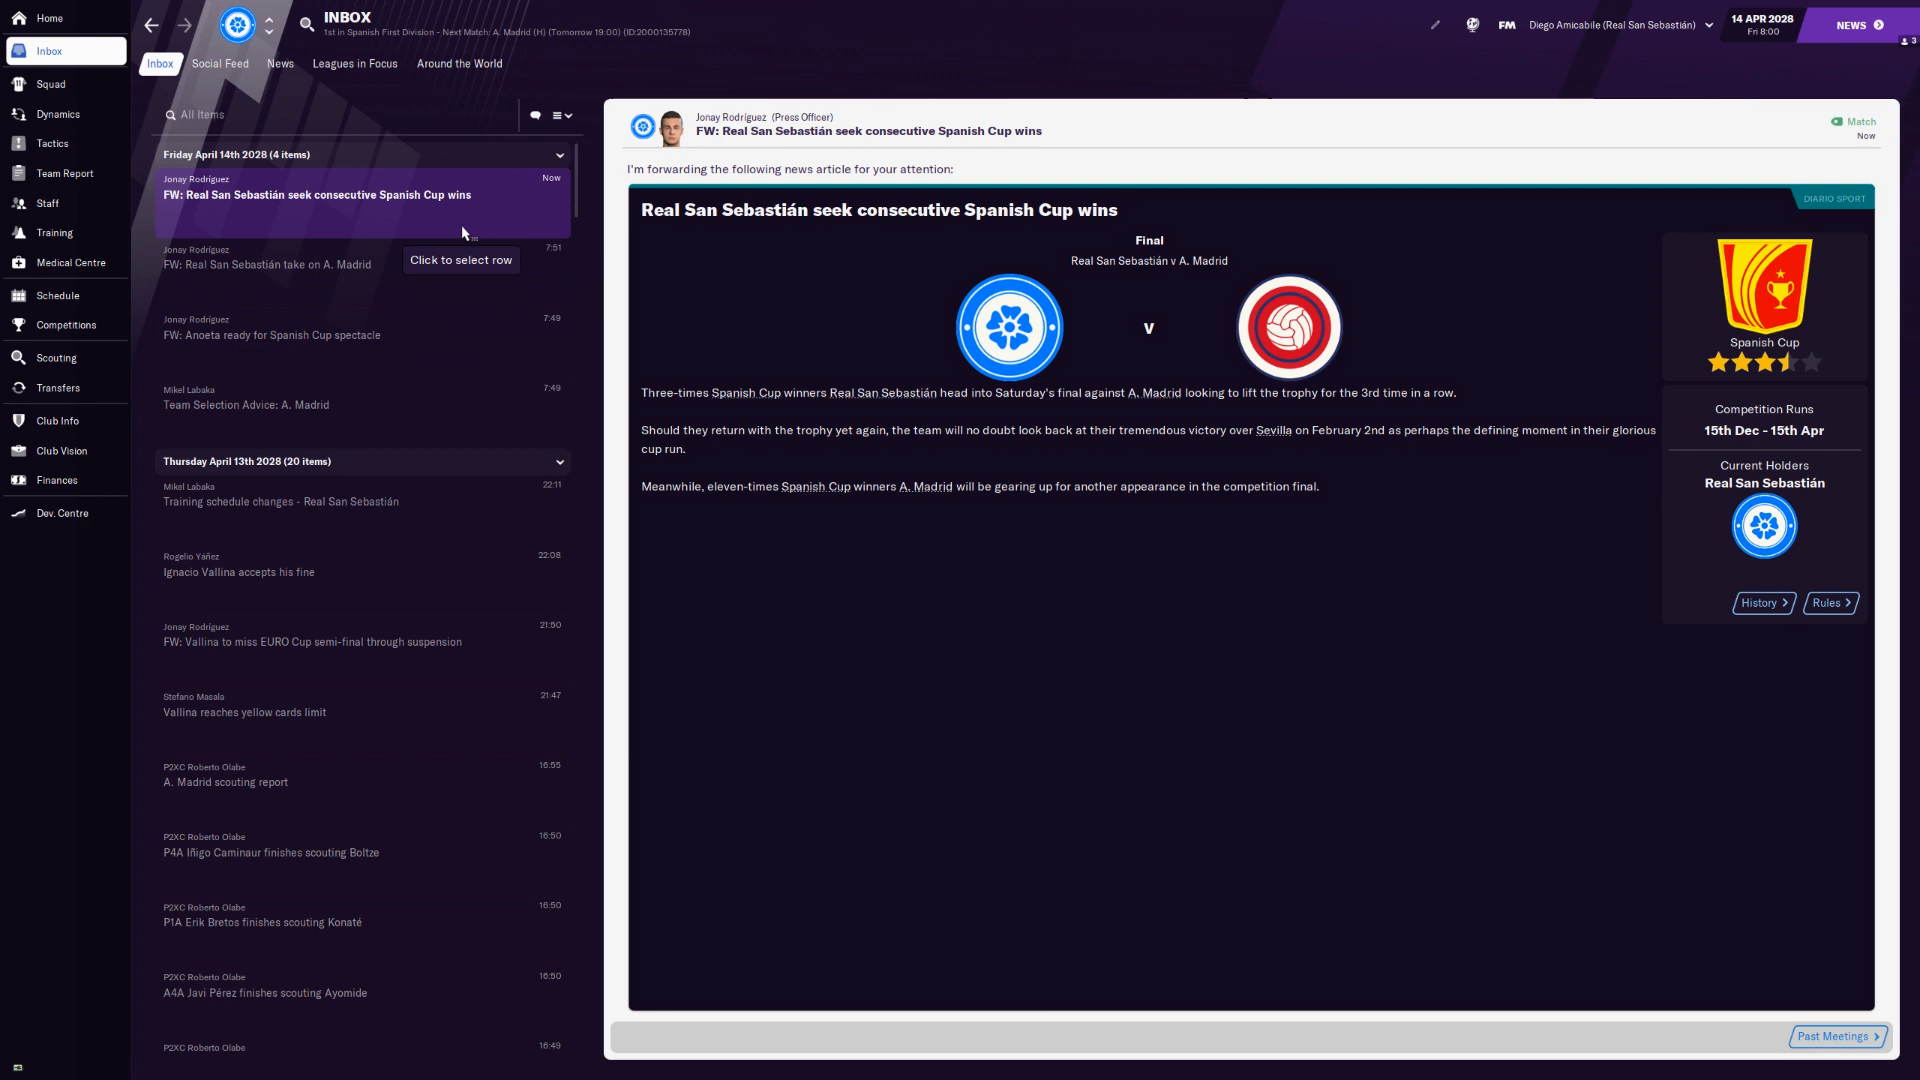 Home
Inbox
Squad
Dynamics
Tactics
Team Report
Staff
Training
Medical Centre
Schedule
Competitions
Scouting
Transfers
Club Info
Club Vision
Finances
Dev. Centre
INBOX
1st in Spanish First Division - Next Match: A. Madrid (H) (Tomorrow 19:00) (ID:2000135778)
FM
Diego Amicabile (Real San Sebastián)
14 APR 2028
Fri 8:00
NEWS
3
Inbox
Social Feed
News
Leagues in Focus
Around the World
All Items
Friday April 14th 2028 (4 items)
Jonay Rodríguez
Now
FW: Real San Sebastián seek consecutive Spanish Cup wins
Jonay Rodríguez
7:51
FW: Real San Sebastián take on A. Madrid
Click to select row
Jonay Rodríguez
7:49
FW: Anoeta ready for Spanish Cup spectacle
Mikel Labaka
7:49
Team Selection Advice: A. Madrid
Thursday April 13th 2028 (20 items)
Mikel Labaka
22:11
Training schedule changes - Real San Sebastián
Rogelio Yáñez
22:08
Ignacio Vallina accepts his fine
Jonay Rodríguez
21:50
FW: Vallina to miss EURO Cup semi-final through suspension
Stefano Masala
21:47
Vallina reaches yellow cards limit
P2XC Roberto Olabe
16:55
A. Madrid scouting report
P2XC Roberto Olabe
16:50
P4A Iñigo Caminaur finishes scouting Boltze
P2XC Roberto Olabe
16:50
P1A Erik Bretos finishes scouting Konaté
P2XC Roberto Olabe
16:50
A4A Javi Pérez finishes scouting Ayomide
P2XC Roberto Olabe
16:49
Jonay Rodríguez (Press Officer)
FW: Real San Sebastián seek consecutive Spanish Cup wins
Match
Now
I'm forwarding the following news article for your attention:
DIARIO SPORT
Real San Sebastián seek consecutive Spanish Cup wins
Final
Real San Sebastián v A. Madrid
v
Three-times Spanish Cup winners Real San Sebastián head into Saturday's final against A. Madrid looking to lift the trophy for the 3rd time in a row.
Should they return with the trophy yet again, the team will no doubt look back at their tremendous victory over Sevilla on February 2nd as perhaps the defining moment in their glorious
cup run.
Meanwhile, eleven-times Spanish Cup winners A. Madrid will be gearing up for another appearance in the competition final.
Spanish Cup
Competition Runs
15th Dec - 15th Apr
Current Holders
Real San Sebastián
History
Rules
Past Meetings